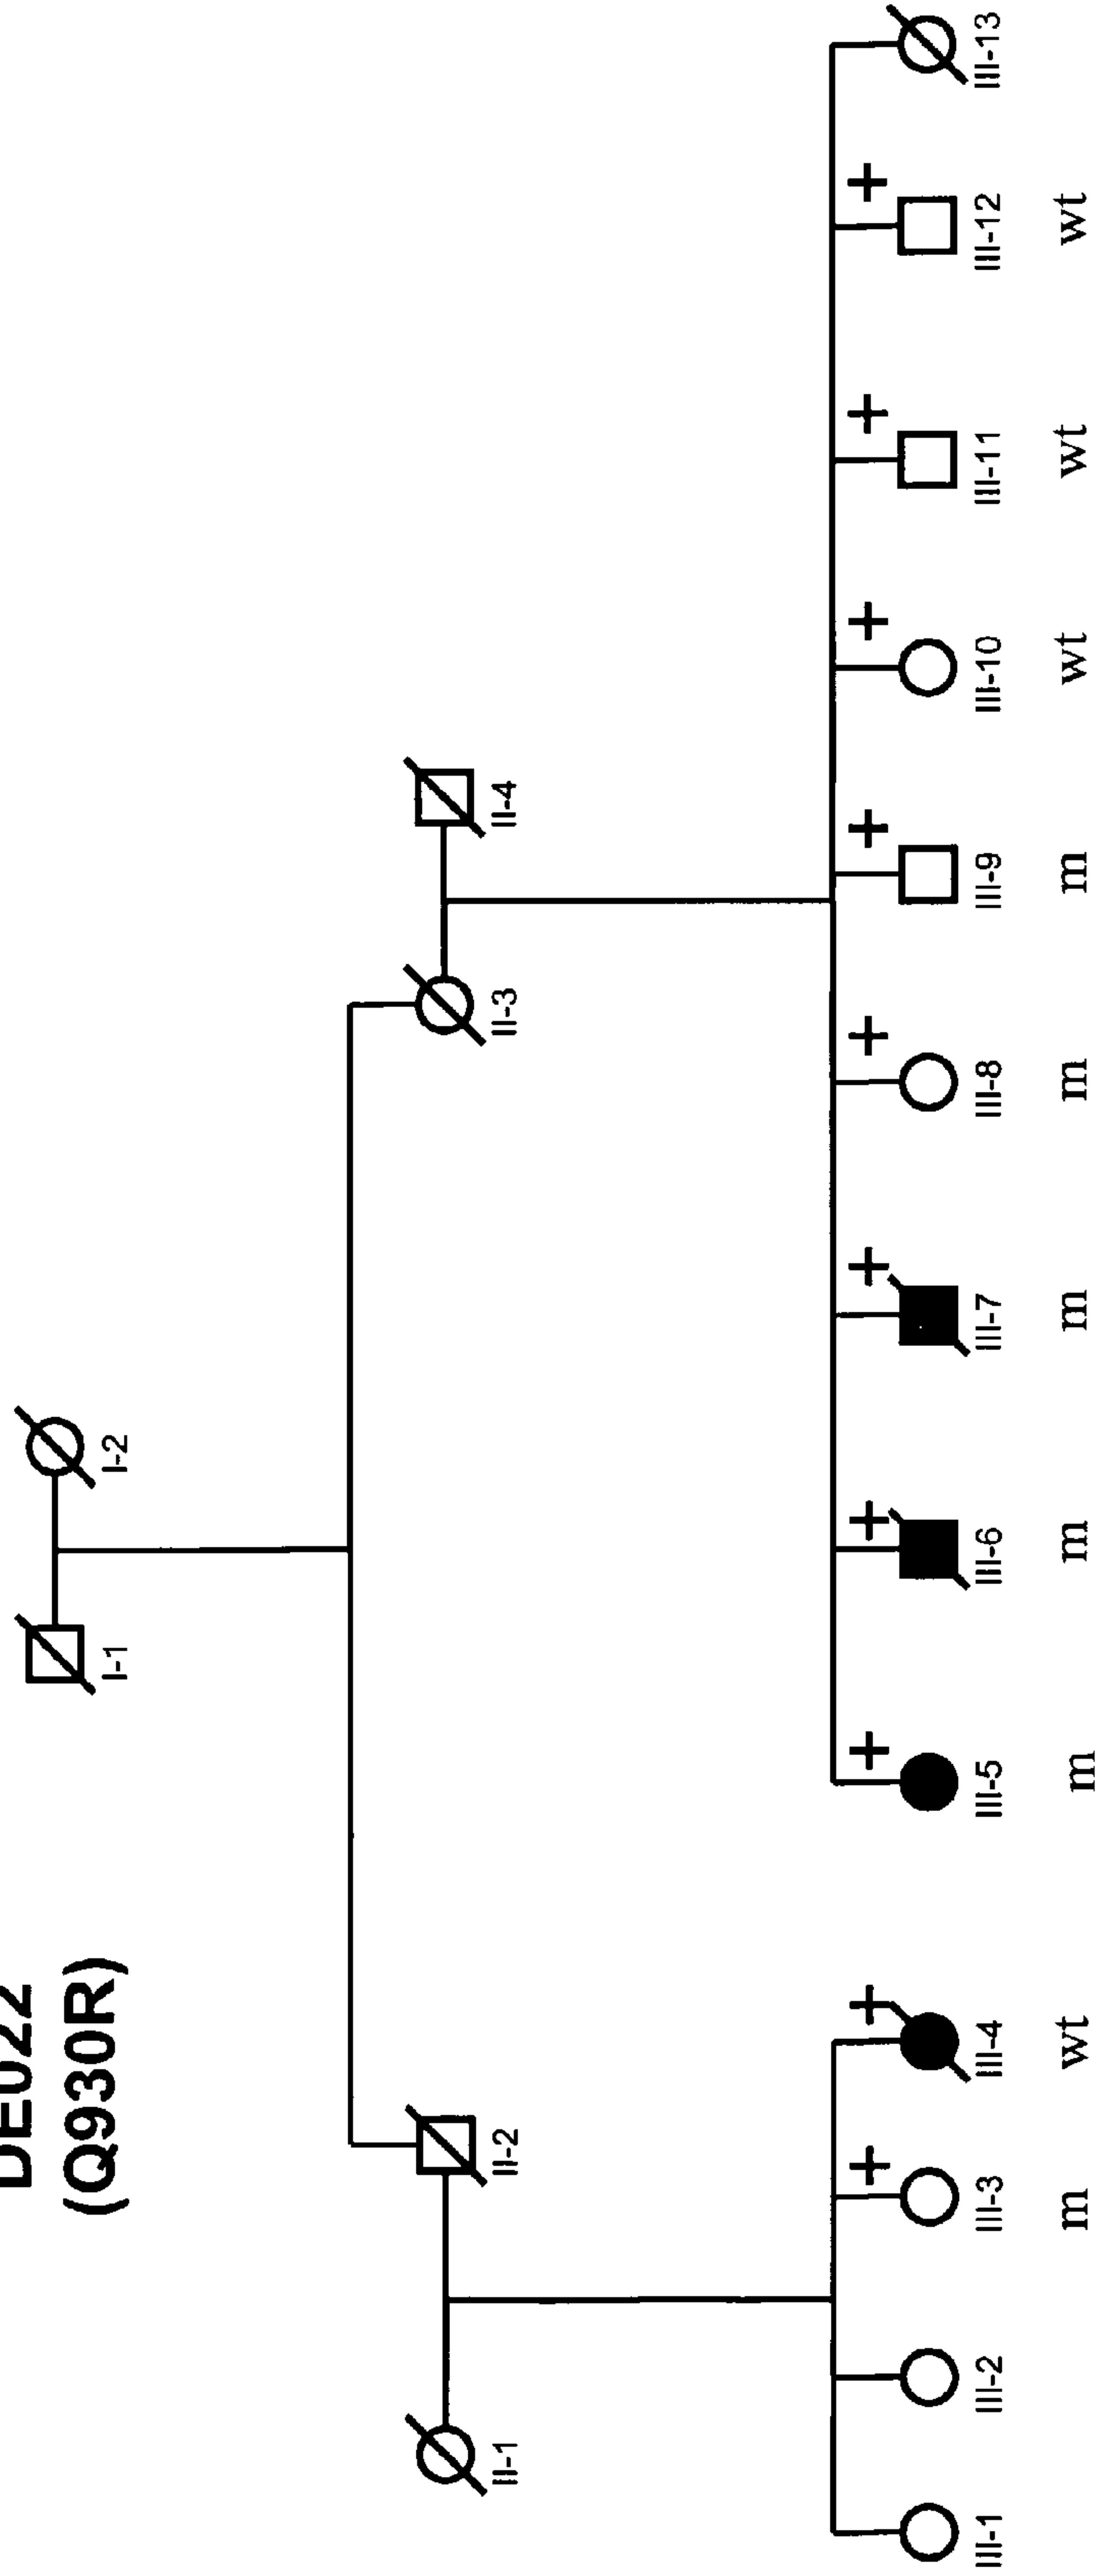 DE022
(Q930R)
I-1 I-2
II-1 II-2 II-3 II-4
III-1 III-2 III-3 III-4 III-5 III-6 III-7 III-8 III-9 III-10 III-11 III-12 III-13
m wt m m m m m wt wt wt